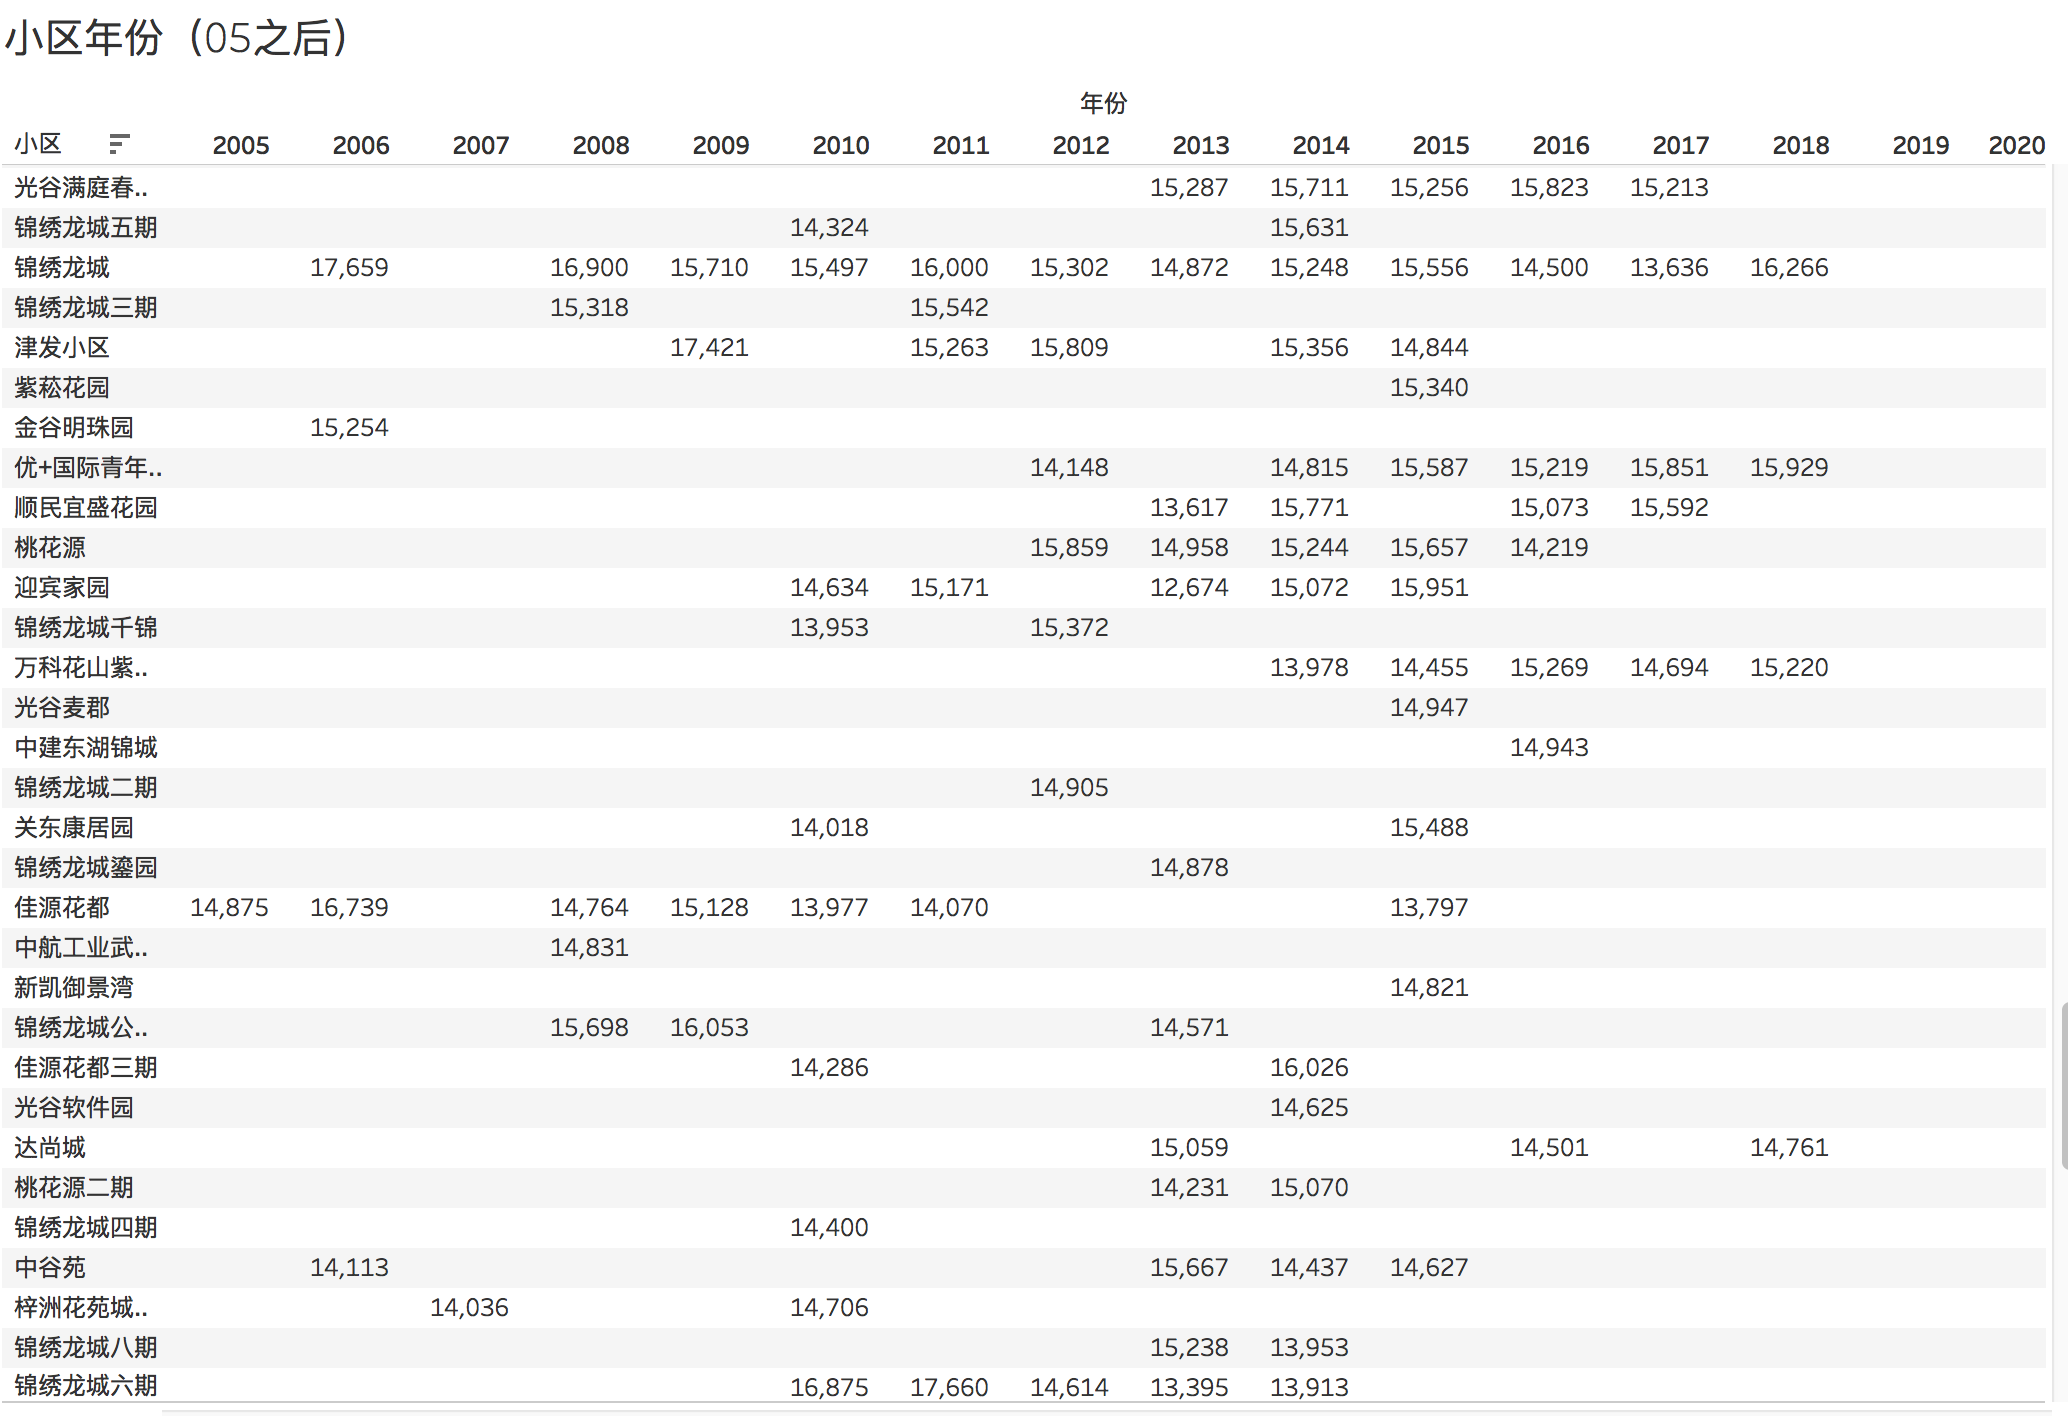 小区年份（05之后）
年份
小区 2005 2006 2007 2008 2009 2010 2011 2012 2013 2014 2015 2016 2017 2018 2019 2020
光谷满庭春.. 15,287 15,711 15,256 15,823 15,213
锦绣龙城五期 14,324 15,631
锦绣龙城 17,659 16,900 15,710 15,497 16,000 15,302 14,872 15,248 15,556 14,500 13,636 16,266
锦绣龙城三期 15,318 15,542
津发小区 17,421 15,263 15,809 15,356 14,844
紫菘花园 15,340
金谷明珠园 15,254
优+国际青年.. 14,148 14,815 15,587 15,219 15,851 15,929
顺民宜盛花园 13,617 15,771 15,073 15,592
桃花源 15,859 14,958 15,244 15,657 14,219
迎宾家园 14,634 15,171 12,674 15,072 15,951
锦绣龙城千锦 13,953 15,372
万科花山紫.. 13,978 14,455 15,269 14,694 15,220
光谷麦郡 14,947
中建东湖锦城 14,943
锦绣龙城二期 14,905
关东康居园 14,018 15,488
锦绣龙城鎏园 14,878
佳源花都 14,875 16,739 14,764 15,128 13,977 14,070 13,797
中航工业武.. 14,831
新凯御景湾 14,821
锦绣龙城公.. 15,698 16,053 14,571
佳源花都三期 14,286 16,026
光谷软件园 14,625
达尚城 15,059 14,501 14,761
桃花源二期 14,231 15,070
锦绣龙城四期 14,400
中谷苑 14,113 15,667 14,437 14,627
梓洲花苑城.. 14,036 14,706
锦绣龙城八期 15,238 13,953
锦绣龙城六期 16,875 17,660 14,614 13,395 13,913